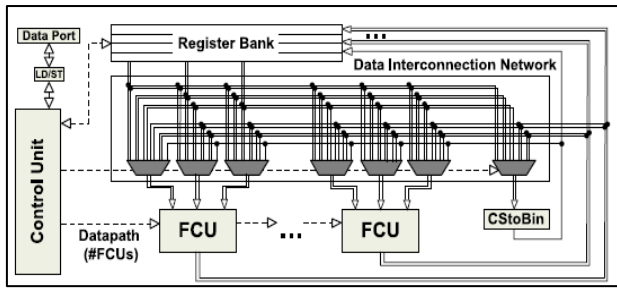 Data Port
Register Bank
...
LD/ST
Data Interconnection Network
Control Unit
Datapath
(#FCUs)
FCU
...
FCU
CStoBin